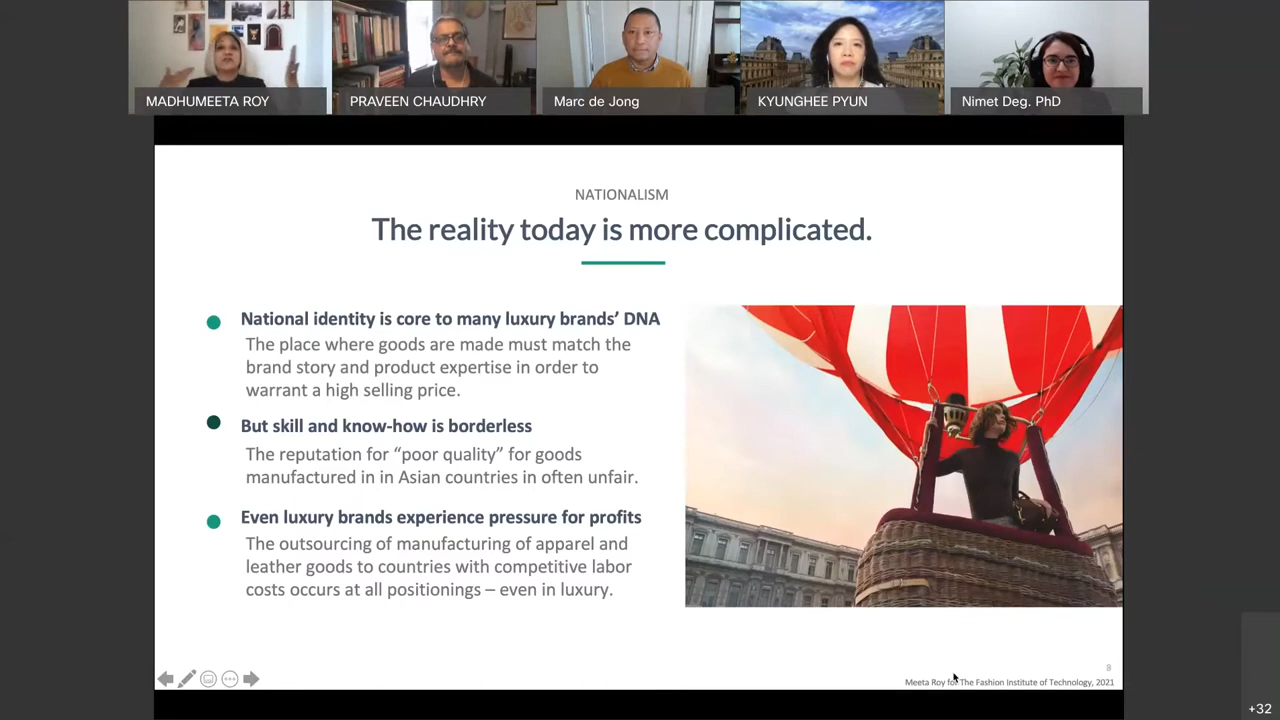 MADHUMEETA ROY
PRAVEEN CHAUDHRY
Marc de Jong
KYUNGHEE PYUN
Nimet Deg. PhD
NATIONALISM
The reality today is more complicated.
National identity is core to many luxury brands’ DNA
The place where goods are made must match the
brand story and product expertise in order to
warrant a high selling price.
But skill and know-how is borderless
The reputation for “poor quality” for goods
manufactured in in Asian countries in often unfair.
Even luxury brands experience pressure for profits
The outsourcing of manufacturing of apparel and
leather goods to countries with competitive labor
costs occurs at all positionings – even in luxury.
8
Meeta Roy for The Fashion Institute of Technology, 2021
+32